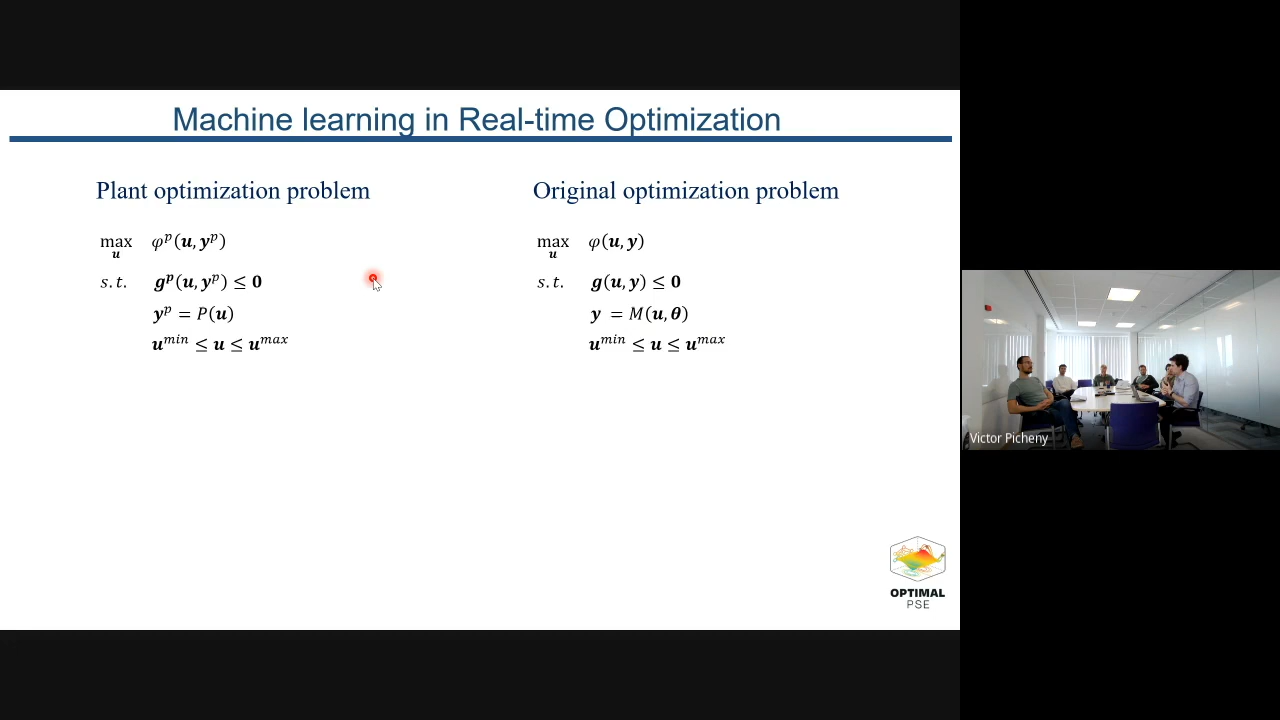 Machine learning in Real-time Optimization
Plant optimization problem
max φᵖ(u, yᵖ)
u
s.t. gᵖ(u, yᵖ) ≤ 0
yᵖ = P(u)
uᵐⁱⁿ ≤ u ≤ uᵐᵃˣ
Original optimization problem
max φ(u, y)
u
s.t. g(u, y) ≤ 0
y = M(u, θ)
uᵐⁱⁿ ≤ u ≤ uᵐᵃˣ
OPTIMAL
PSE
Victor Picheny